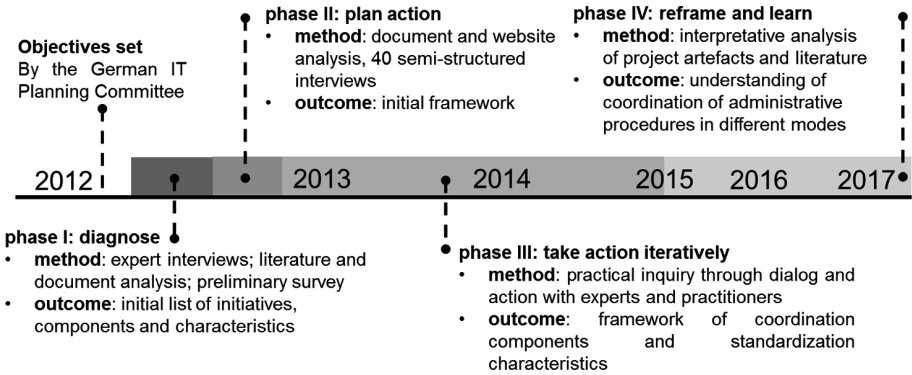 Objectives set
By the German IT
Planning Committee
phase II: plan action
• method: document and website
analysis, 40 semi-structured
interviews
• outcome: initial framework
phase IV: reframe and learn
• method: interpretative analysis
of project artefacts and literature
• outcome: understanding of
coordination of administrative
procedures in different modes
2012 2013 2014 2015 2016 2017
phase I: diagnose
• method: expert interviews; literature and
document analysis; preliminary survey
• outcome: initial list of initiatives,
components and characteristics
phase III: take action iteratively
• method: practical inquiry through dialog and
action with experts and practitioners
• outcome: framework of coordination
components and standardization
characteristics